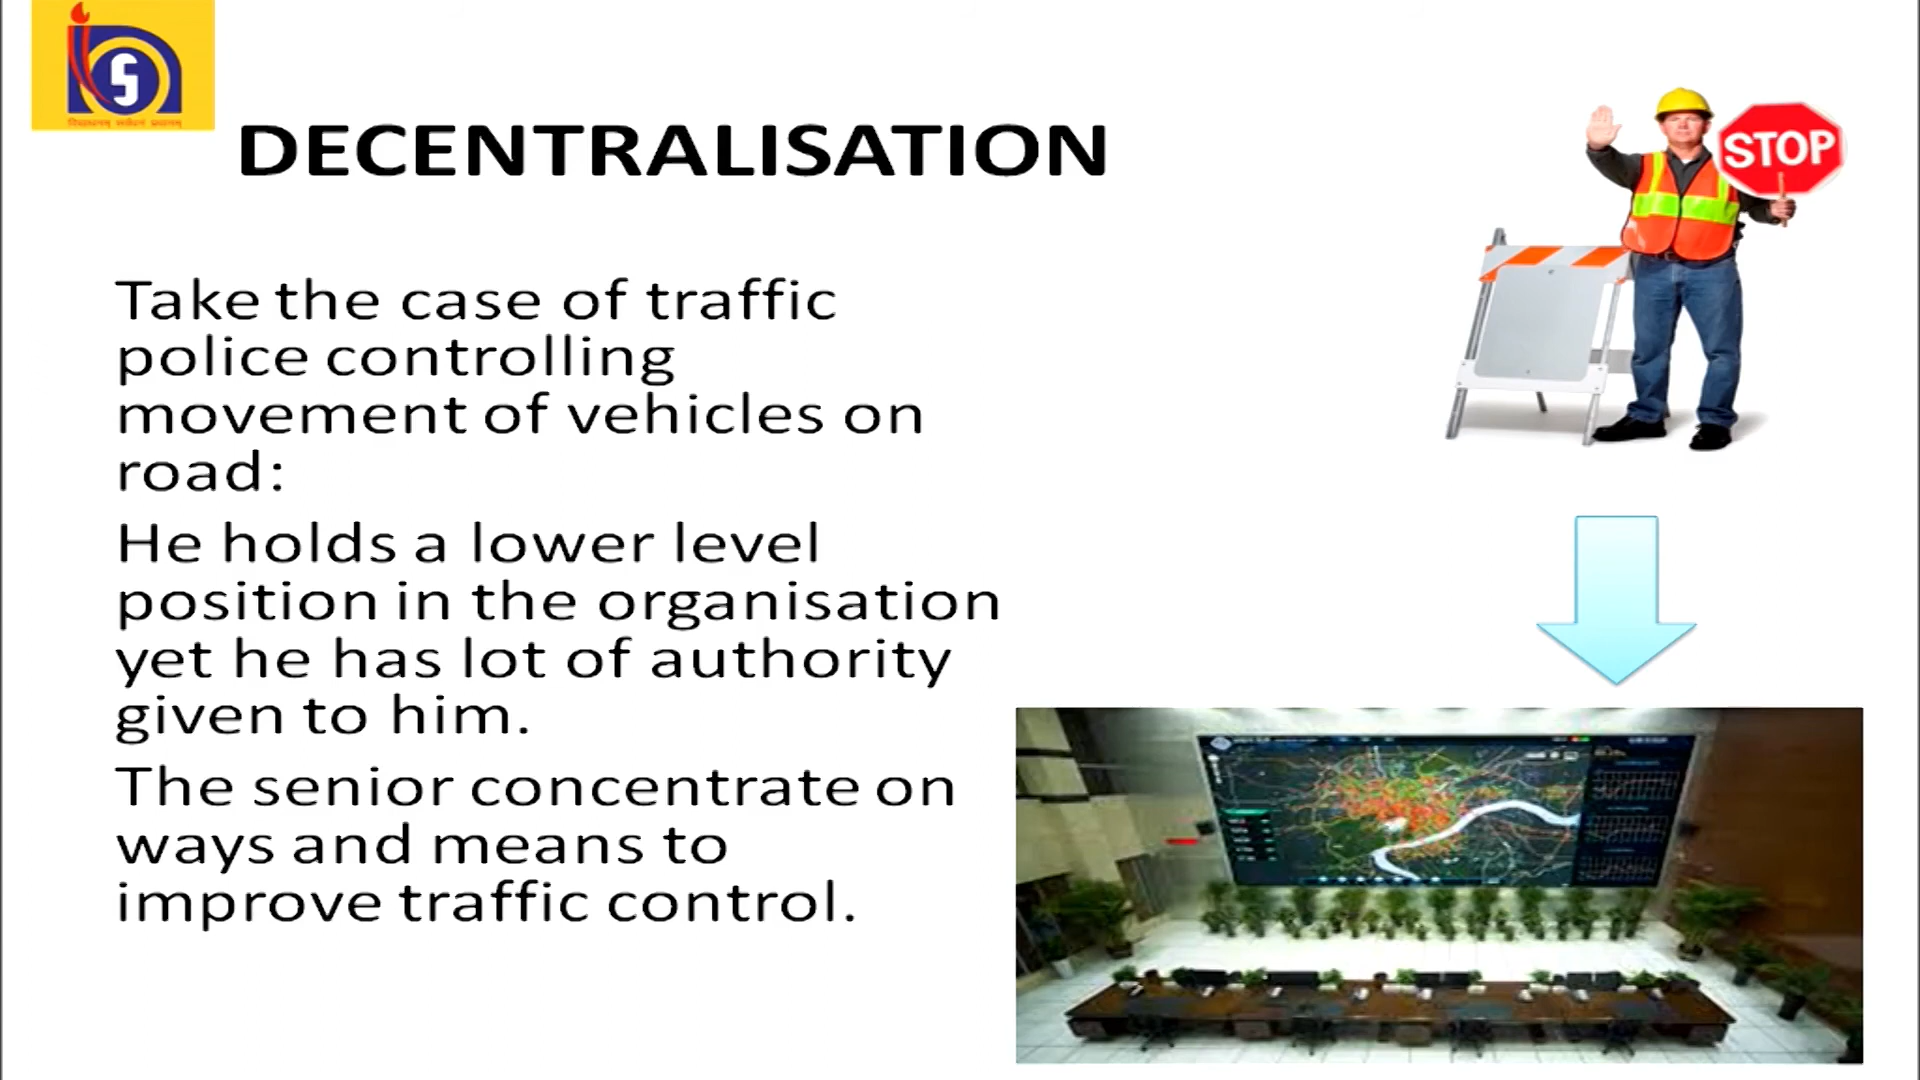 DECENTRALISATION
STOP
Take the case of traffic
police controlling
movement of vehicles on
road:
He holds a lower level
position in the organisation
yet he has lot of authority
given to him.
The senior concentrate on
ways and means to
improve traffic control.